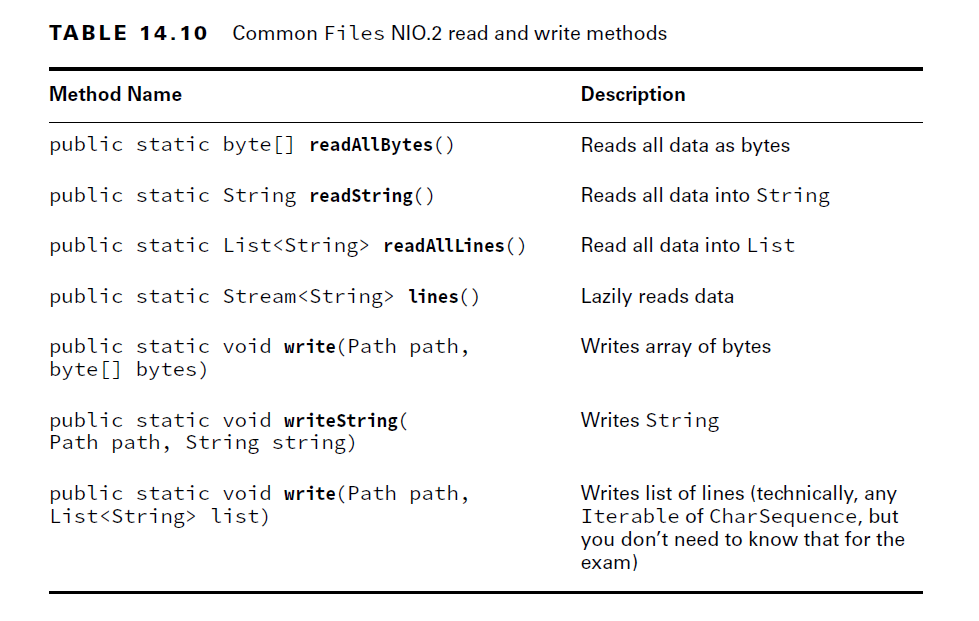 TABLE 14.10 Common Files NIO.2 read and write methods
Method Name Description
public static byte[] readAllBytes() Reads all data as bytes
public static String readString() Reads all data into String
public static List<String> readAllLines() Read all data into List
public static Stream<String> lines() Lazily reads data
public static void write(Path path, Writes array of bytes
byte[] bytes)
public static void writeString( Writes String
Path path, String string)
public static void write(Path path, Writes list of lines (technically, any
List<String> list) Iterable of CharSequence, but
you don’t need to know that for the
exam)